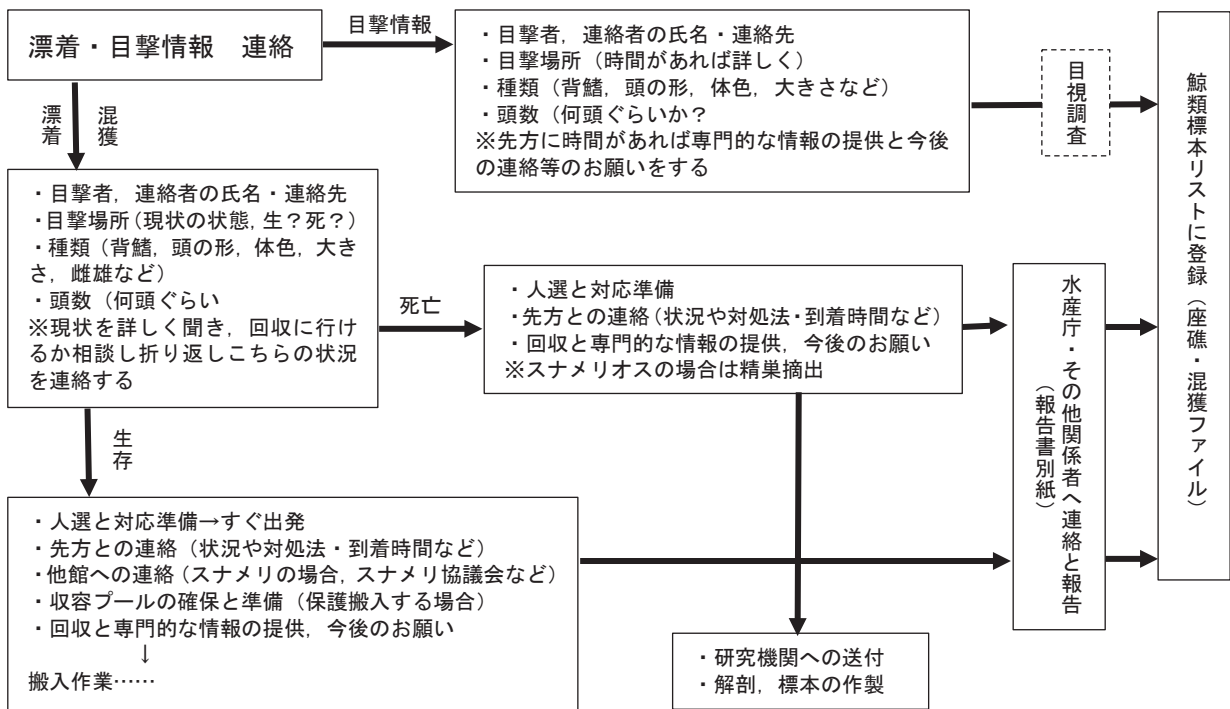 漂着・目撃情報　連絡
目撃情報
・目撃者，連絡者の氏名・連絡先
・目撃場所（時間があれば詳しく）
・種類（背鰭，頭の形，体色，大きさなど）
・頭数（何頭ぐらいか？
※先方に時間があれば専門的な情報の提供と今後
の連絡等のお願いをする
目視調査
鯨類標本リストに登録（座礁・混獲ファイル）
漂着
混獲
・目撃者，連絡者の氏名・連絡先
・目撃場所（現状の状態，生？死？）
・種類（背鰭，頭の形，体色，大き
さ，雌雄など）
・頭数（何頭ぐらい
※現状を詳しく聞き，回収に行け
るか相談し折り返しこちらの状況
を連絡する
死亡
・人選と対応準備
・先方との連絡（状況や対処法・到着時間など）
・回収と専門的な情報の提供，今後のお願い
※スナメリオスの場合は精巣摘出
水産庁・その他関係者へ連絡と報告
（報告書別紙）
生存
・人選と対応準備→すぐ出発
・先方との連絡（状況や対処法・到着時間など）
・他館への連絡（スナメリの場合，スナメリ協議会など）
・収容プールの確保と準備（保護搬入する場合）
・回収と専門的な情報の提供，今後のお願い
↓
搬入作業……
・研究機関への送付
・解剖，標本の作製